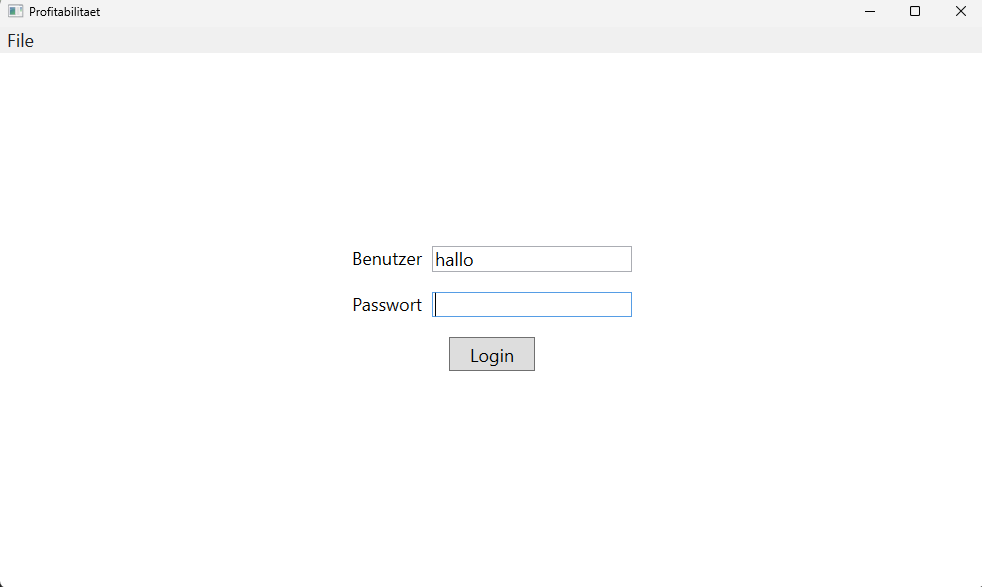 Profitabilitaet
File
Benutzer hallo
Passwort
Login